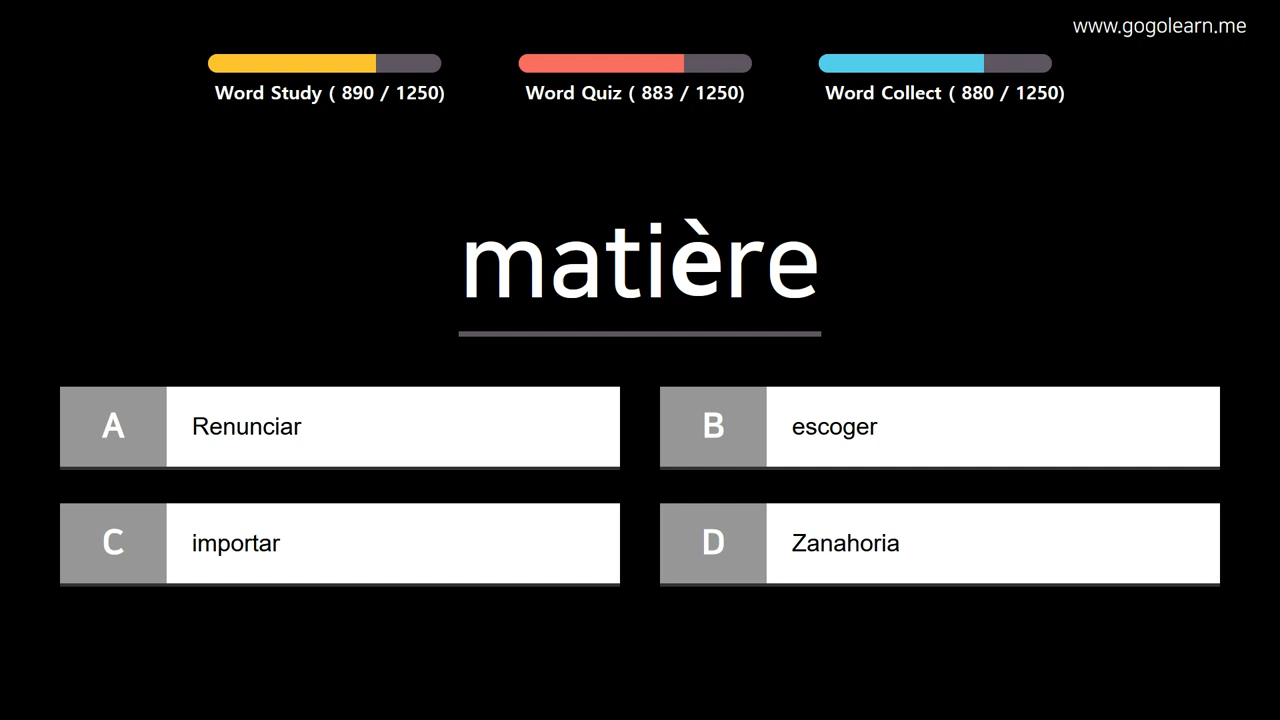 www.gogolearn.me
Word Study ( 890 / 1250)
Word Quiz ( 883 / 1250)
Word Collect ( 880 / 1250)
matière
A Renunciar
B escoger
C importar
D Zanahoria